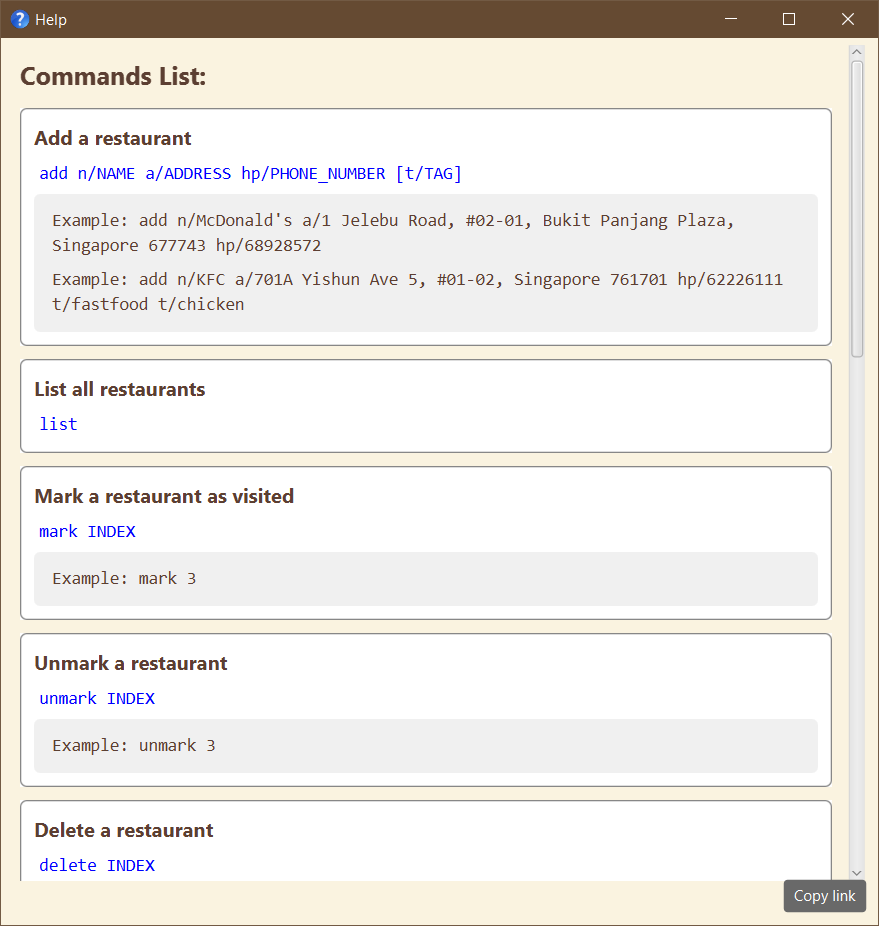 Help
Commands List:
Add a restaurant
add n/NAME a/ADDRESS hp/PHONE_NUMBER [t/TAG]
Example: add n/McDonald's a/1 Jelebu Road, #02-01, Bukit Panjang Plaza,
Singapore 677743 hp/68928572
Example: add n/KFC a/701A Yishun Ave 5, #01-02, Singapore 761701 hp/62226111
t/fastfood t/chicken
List all restaurants
list
Mark a restaurant as visited
mark INDEX
Example: mark 3
Unmark a restaurant
unmark INDEX
Example: unmark 3
Delete a restaurant
delete INDEX
Copy link